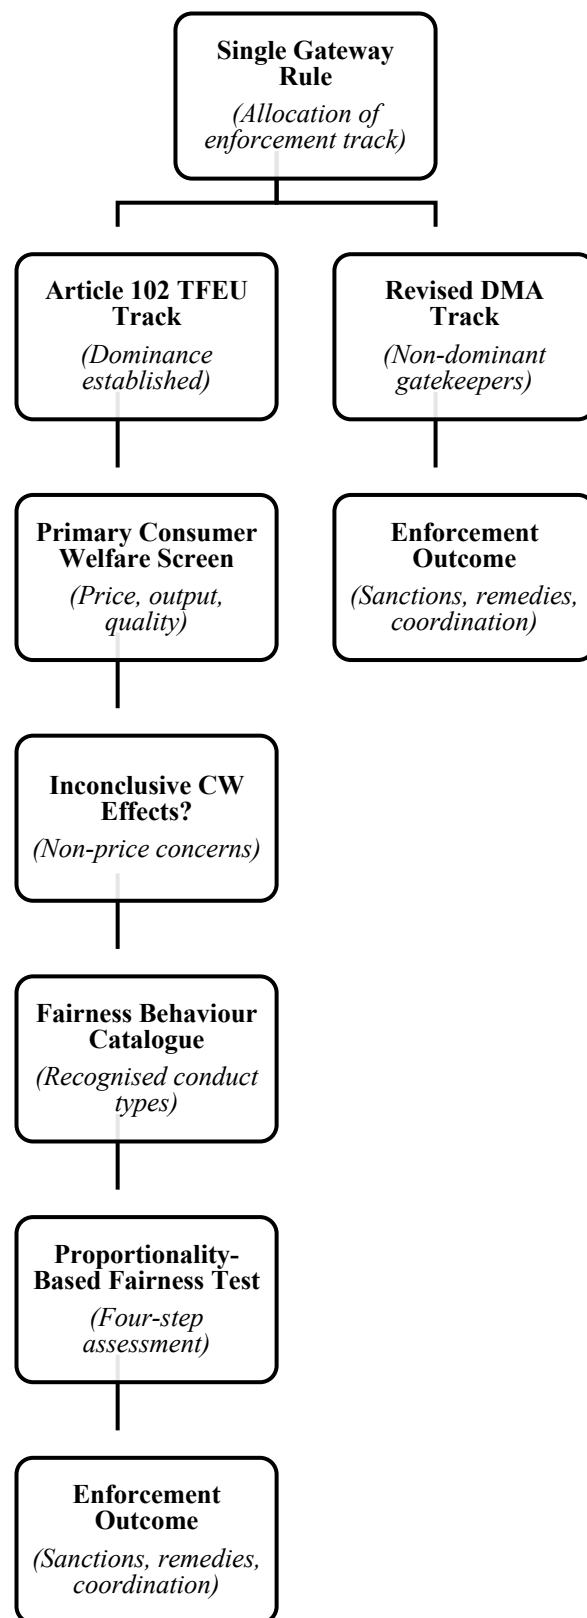 Single Gateway
Rule
(Allocation of
enforcement track)
Article 102 TFEU
Track
(Dominance
established)
Revised DMA
Track
(Non-dominant
gatekeepers)
Primary Consumer
Welfare Screen
(Price, output,
quality)
Enforcement
Outcome
(Sanctions, remedies,
coordination)
Inconclusive CW
Effects?
(Non-price concerns)
Fairness Behaviour
Catalogue
(Recognised conduct
types)
Proportionality-
Based Fairness Test
(Four-step
assessment)
Enforcement
Outcome
(Sanctions, remedies,
coordination)